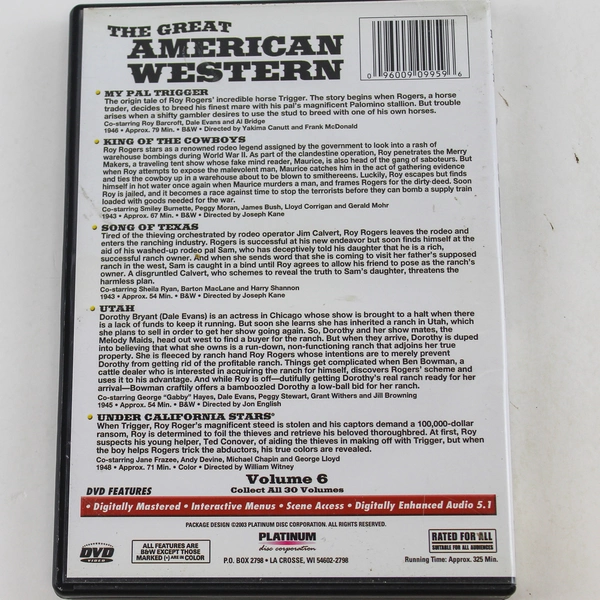 THE GREAT
AMERICAN
WESTERN
0 96009 09959 6
• MY PAL TRIGGER
The origin tale of Roy Rogers' incredible horse Trigger. The story begins when Rogers, a horse
trader, decides to breed his finest mare with his pal's magnificent Palomino stallion. But trouble
arises when a shifty gambler desires to use the stud to breed with one of his own horses.
Co-starring Roy Barcroft, Dale Evans and Al Bridge
1946 • Approx. 79 Min. • B&W • Directed by Yakima Canutt and Frank McDonald
• KING OF THE COWBOYS
Roy Rogers stars as a renowned rodeo legend assigned by the government to look into a rash of
warehouse bombings during World War II. As part of the clandestine operation, Roy penetrates the Merry
Makers, a traveling tent show whose fake mind reader, Maurice, is also head of the gang of saboteurs. But
when Roy attempts to expose the malevolent man, Maurice catches him in the act of gathering evidence
and ties the cowboy up in a warehouse about to be blown to smithereens. Luckily, Roy escapes but finds
himself in hot water once again when Maurice murders a man, and frames Rogers for the dirty-deed. Soon
Roy is jailed, and it becomes a race against time to stop the terrorists before they can bomb a supply train
loaded with goods needed for the war.
Co-starring Smiley Burnette, Peggy Moran, James Bush, Lloyd Corrigan and Gerald Mohr
1943 • Approx. 67 Min. • B&W • Directed by Joseph Kane
• SONG OF TEXAS
Tired of the thieving orchestrated by rodeo operator Jim Calvert, Roy Rogers leaves the rodeo and
enters the ranching industry. Rogers is successful at his new endeavor but soon finds himself at the
aid of his washed-up rodeo pal Sam, who has deceptively told his daughter that he is a rich,
successful ranch owner. And when she sends word that she is coming to visit her father's supposed
ranch in the west, Sam is caught in a bind until Roy agrees to allow his friend to pose as the ranch's
owner. A disgruntled Calvert, who schemes to reveal the truth to Sam's daughter, threatens the
harmless plan.
Co-starring Sheila Ryan, Barton MacLane and Harry Shannon
1943 • Approx. 54 Min. • B&W • Directed by Joseph Kane
• UTAH
Dorothy Bryant (Dale Evans) is an actress in Chicago whose show is brought to a halt when there
is a lack of funds to keep it running. But soon she learns she has inherited a ranch in Utah, which
she plans to sell in order to get her show going again. So, Dorothy and her show mates, the
Melody Maids, head out west to find a buyer for the ranch. But when they arrive, Dorothy is duped
into believing that what she owns is a run-down, non-functioning ranch that adjoins her true
property. She is fleeced by ranch hand Roy Rogers whose intentions are to merely prevent
Dorothy from getting rid of the profitable ranch. Things get complicated when Ben Bowman, a
cattle dealer who is interested in acquiring the ranch for himself, discovers Rogers' scheme and
uses it to his advantage. And while Roy is off—dutifully getting Dorothy's real ranch ready for her
arrival—Bowman craftily offers a bamboozled Dorothy a low-ball bid for her ranch.
Co-starring George "Gabby" Hayes, Dale Evans, Peggy Stewart, Grant Withers and Jill Browning
1945 • Approx. 54 Min. • B&W • Directed by Jon English
• UNDER CALIFORNIA STARS*
When Trigger, Roy Roger's magnificent steed is stolen and his captors demand a 100,000-dollar
ransom, Roy is determined to foil the thieves and retrieve his beloved thoroughbred. At first, Roy
suspects his young helper, Ted Conover, of aiding the thieves in making off with Trigger, but when
the boy helps Rogers trick the abductors, his true colors are revealed.
Co-starring Jane Frazee, Andy Devine, Michael Chapin and George Lloyd
1948 • Approx. 71 Min. • Color • Directed by William Witney
Volume 6
Collect All 30 Volumes
DVD FEATURES
• Digitally Mastered • Interactive Menus • Scene Access • Digitally Enhanced Audio 5.1
PACKAGE DESIGN ©2003 PLATINUM DISC CORPORATION. ALL RIGHTS RESERVED.
DVD
VIDEO
ALL FEATURES ARE
B&W EXCEPT THOSE
MARKED (•) ARE IN COLOR
PLATINUM
disc corporation
P.O. BOX 2798 • LA CROSSE, WI 54602-2798
RATED FOR ALL
SUITABLE FOR ALL AUDIENCES
Running Time: Approx. 325 Min.